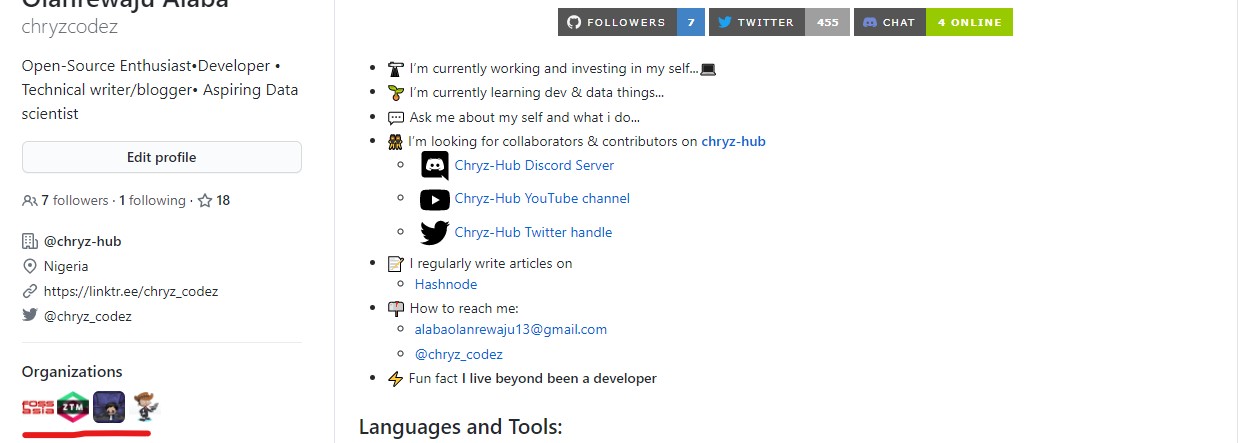 Olanrewaju Alaba
chryzcodez
Open-Source Enthusiast•Developer •
Technical writer/blogger• Aspiring Data
scientist
Edit profile
7 followers · 1 following · 18
@chryz-hub
Nigeria
https://linktr.ee/chryz_codez
@chryz_codez
Organizations
FOSS
ASIA
ZTM
FOLLOWERS 7 TWITTER 455 CHAT 4 ONLINE
I'm currently working and investing in my self...
I'm currently learning dev & data things...
Ask me about my self and what i do...
I'm looking for collaborators & contributors on chryz-hub
Chryz-Hub Discord Server
Chryz-Hub YouTube channel
Chryz-Hub Twitter handle
I regularly write articles on
Hashnode
How to reach me:
alabaolanrewaju13@gmail.com
@chryz_codez
Fun fact I live beyond been a developer
Languages and Tools: